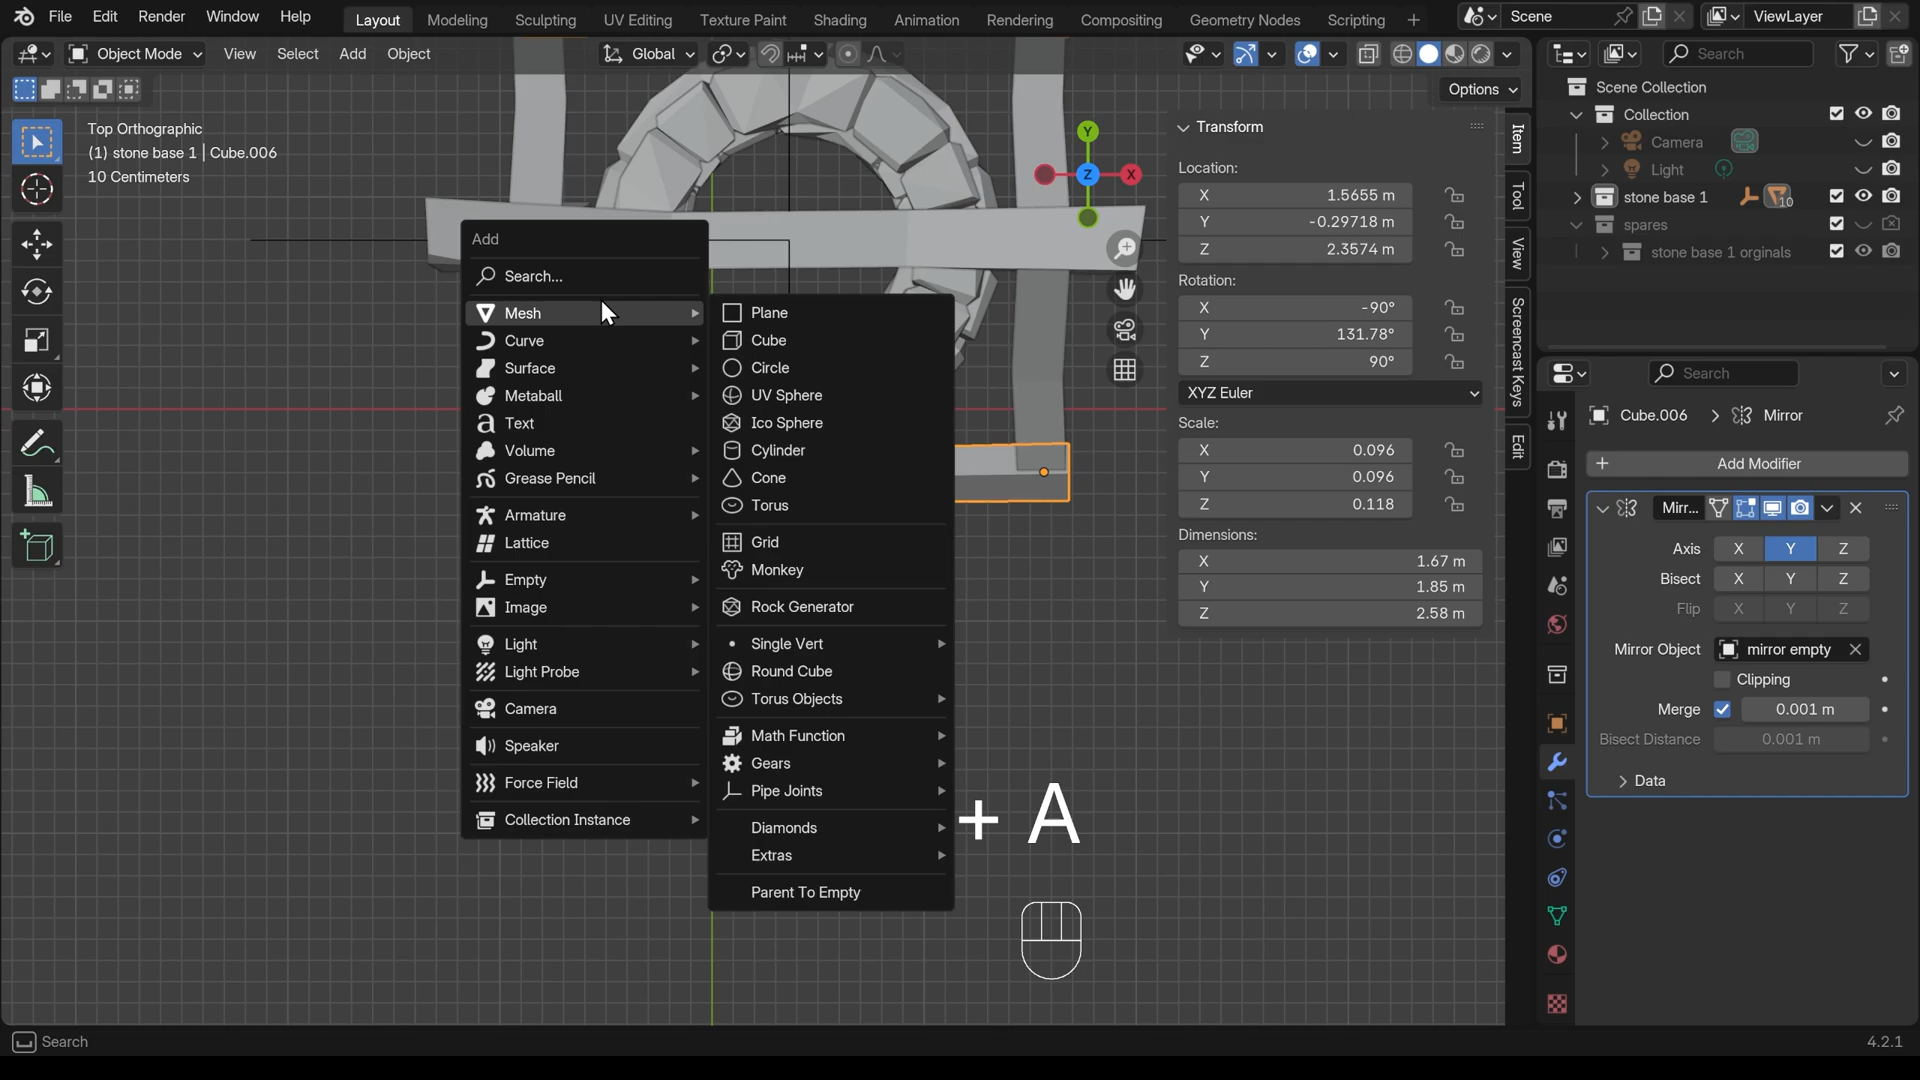 File Edit Render Window Help Layout Modeling Sculpting UV Editing Texture Paint Shading Animation Rendering Compositing Geometry Nodes Scripting + Scene ViewLayer
Object Mode View Select Add Object Global Search
Options
Top Orthographic
(1) stone base 1 | Cube.006
10 Centimeters
Add
Search...
Mesh
Curve
Surface
Metaball
Text
Volume
Grease Pencil
Armature
Lattice
Empty
Image
Light
Light Probe
Camera
Speaker
Force Field
Collection Instance
Plane
Cube
Circle
UV Sphere
Ico Sphere
Cylinder
Cone
Torus
Grid
Monkey
Rock Generator
Single Vert
Round Cube
Torus Objects
Math Function
Gears
Pipe Joints
Diamonds
Extras
Parent To Empty
+ A
Y
Z X
Transform
Location:
X 1.5655 m
Y -0.29718 m
Z 2.3574 m
Rotation:
X -90°
Y 131.78°
Z 90°
XYZ Euler
Scale:
X 0.096
Y 0.096
Z 0.118
Dimensions:
X 1.67 m
Y 1.85 m
Z 2.58 m
Item
Tool
View
Screencast Keys
Edit
Scene Collection
Collection
Camera
Light
stone base 1 10
spares
stone base 1 orginals
Search
Cube.006 Mirror
+ Add Modifier
Mirr...
Axis X Y Z
Bisect X Y Z
Flip X Y Z
Mirror Object mirror empty
Clipping
Merge 0.001 m
Bisect Distance 0.001 m
Data
Search 4.2.1